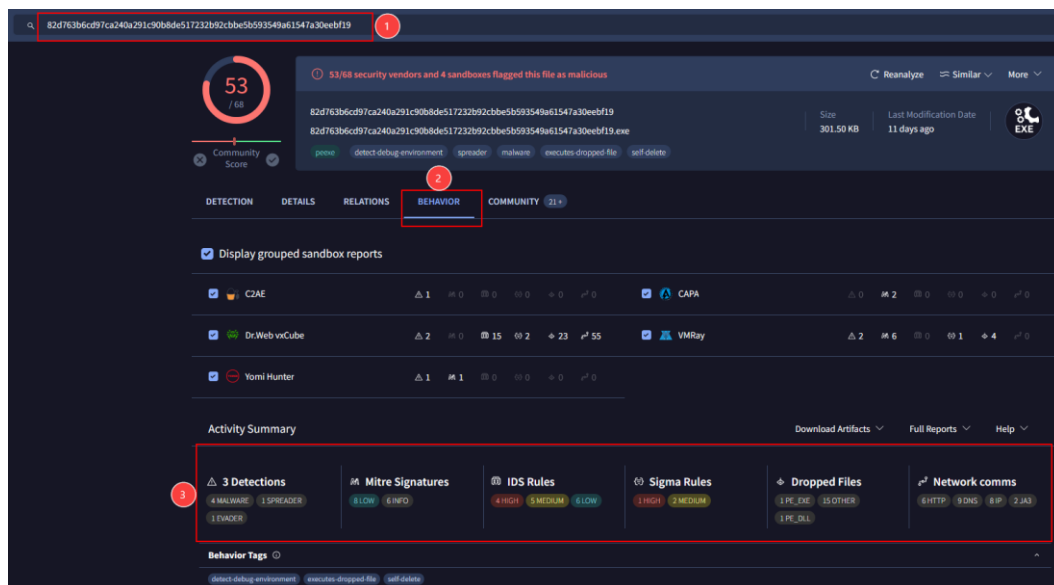 82d763b6cd97ca240a291c90b8de517232b92cbbe5b593549a61547a30eebf19
1
53
/ 68
Community
Score
53/68 security vendors and 4 sandboxes flagged this file as malicious
Reanalyze Similar More
82d763b6cd97ca240a291c90b8de517232b92cbbe5b593549a61547a30eebf19
82d763b6cd97ca240a291c90b8de517232b92cbbe5b593549a61547a30eebf19.exe
Size
301.50 KB
Last Modification Date
11 days ago
EXE
peexe detect-debug-environment spreader malware executes-dropped-file self-delete
2
DETECTION DETAILS RELATIONS BEHAVIOR COMMUNITY 21+
Display grouped sandbox reports
C2AE 1 0 0 0 0 0
CAPA 0 2 0 0 0 0
Dr.Web vxCube 2 0 15 2 23 55
VMRay 2 6 0 1 4 0
Yomi Hunter 1 1 0 0 0 0
Activity Summary
Download Artifacts Full Reports Help
3
3 Detections
4 MALWARE 1 SPREADER
1 EVADER
Mitre Signatures
8 LOW 6 INFO
IDS Rules
4 HIGH 5 MEDIUM 6 LOW
Sigma Rules
1 HIGH 2 MEDIUM
Dropped Files
1 PE_EXE 15 OTHER
1 PE_DLL
Network comms
6 HTTP 9 DNS 8 IP 2 JA3
Behavior Tags
detect-debug-environment executes-dropped-file self-delete